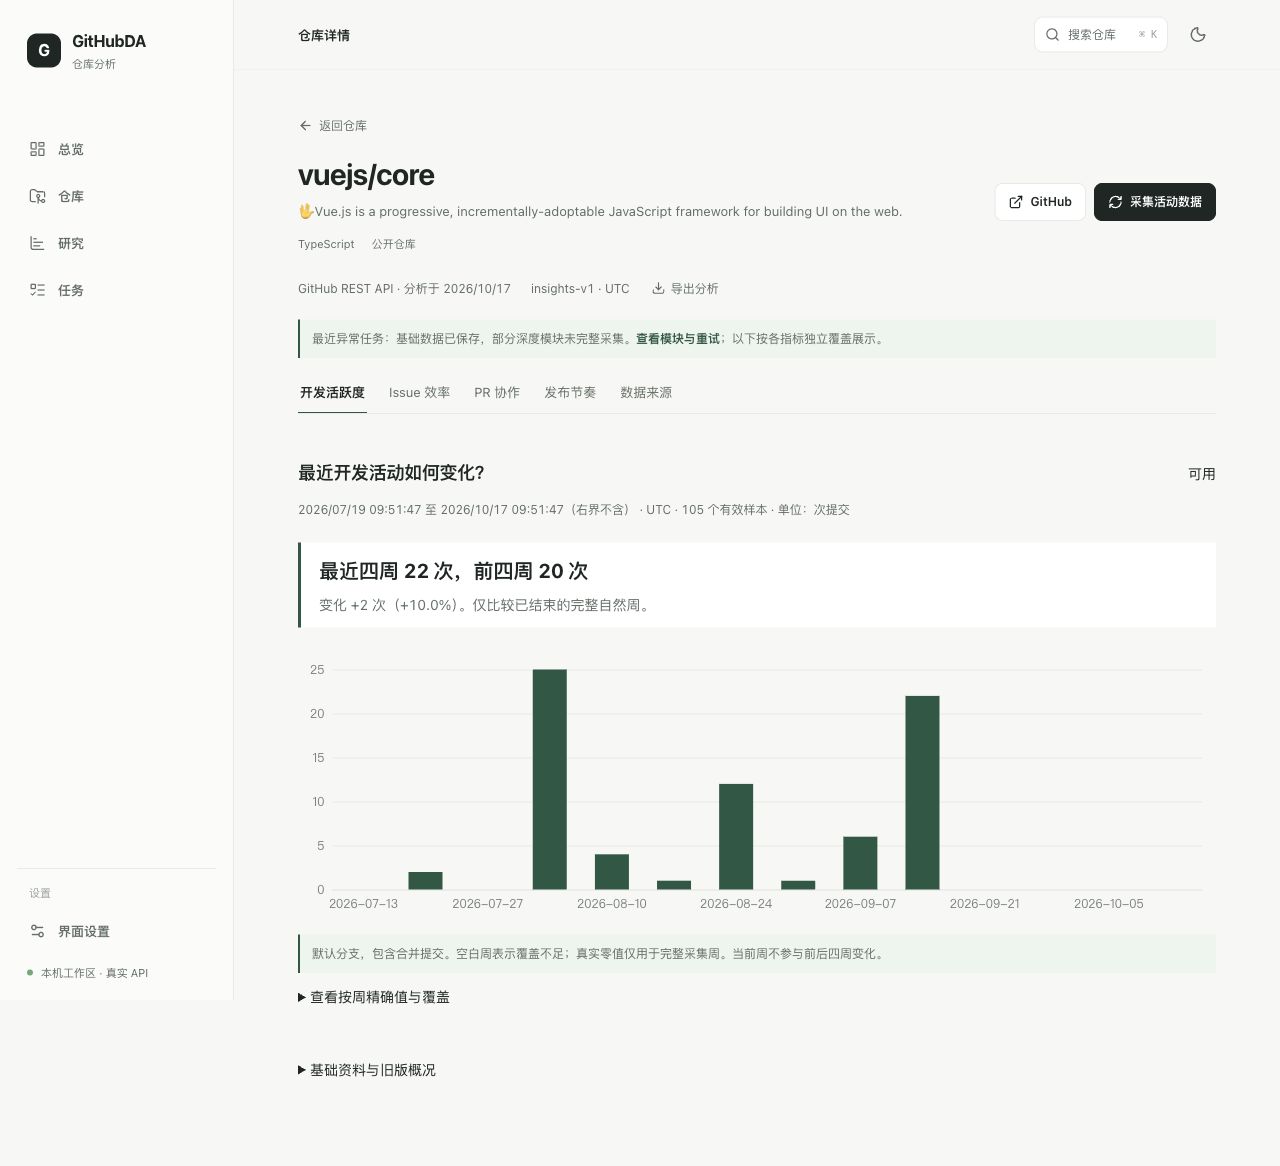 G
GitHubDA
仓库分析
总览
仓库
研究
任务
设置
界面设置
本机工作区 · 真实 API
仓库详情
搜索仓库 ⌘ K
返回仓库
vuejs/core
🖖Vue.js is a progressive, incrementally-adoptable JavaScript framework for building UI on the web.
TypeScript 公开仓库
GitHub
采集活动数据
GitHub REST API · 分析于 2026/10/17 insights-v1 · UTC 导出分析
最近异常任务：基础数据已保存，部分深度模块未完整采集。查看模块与重试；以下按各指标独立覆盖展示。
开发活跃度 Issue 效率 PR 协作 发布节奏 数据来源
最近开发活动如何变化？ 可用
2026/07/19 09:51:47 至 2026/10/17 09:51:47（右界不含） · UTC · 105 个有效样本 · 单位：次提交
最近四周 22 次，前四周 20 次
变化 +2 次（+10.0%）。仅比较已结束的完整自然周。
25
20
15
10
5
0
2026-07-13 2026-07-27 2026-08-10 2026-08-24 2026-09-07 2026-09-21 2026-10-05
默认分支，包含合并提交。空白周表示覆盖不足；真实零值仅用于完整采集周。当前周不参与前后四周变化。
▶ 查看按周精确值与覆盖
▶ 基础资料与旧版概况